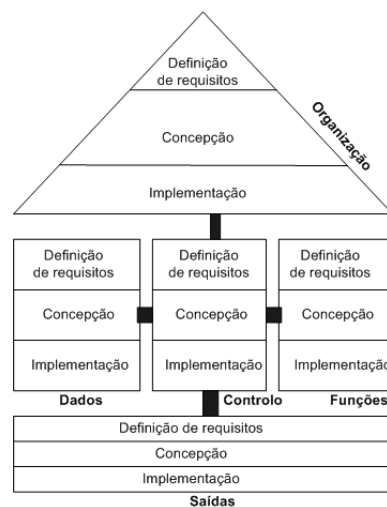 Definição
de requisitos
Organização
Concepção
Implementação
Definição
de requisitos
Concepção
Implementação
Dados
Definição
de requisitos
Concepção
Implementação
Controlo
Definição
de requisitos
Concepção
Implementação
Funções
Definição de requisitos
Concepção
Implementação
Saídas